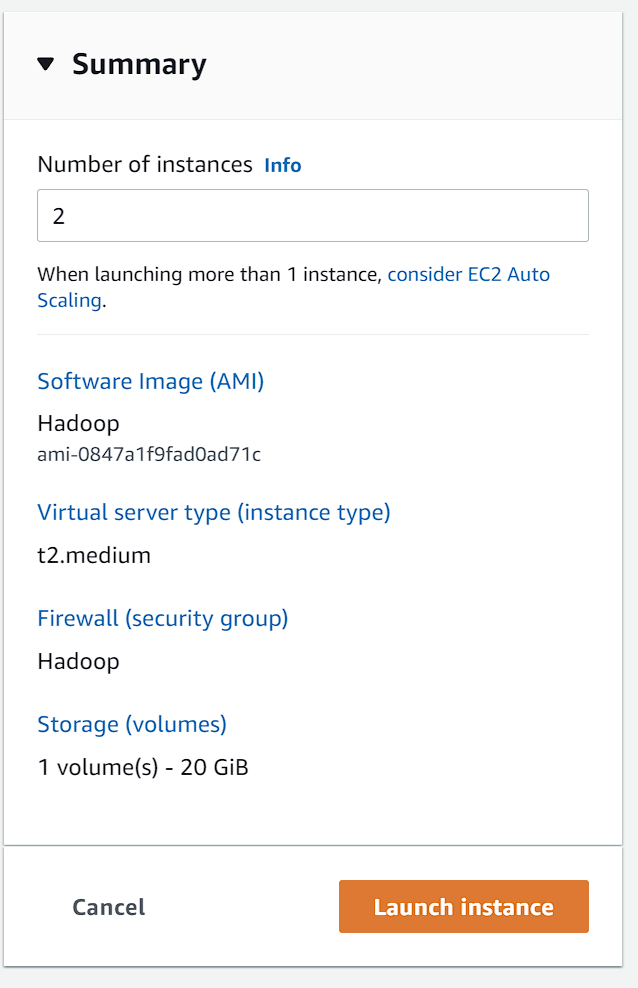 Summary
Number of instances Info
2
When launching more than 1 instance, consider EC2 Auto
Scaling.
Software Image (AMI)
Hadoop
ami-0847a1f9fad0ad71c
Virtual server type (instance type)
t2.medium
Firewall (security group)
Hadoop
Storage (volumes)
1 volume(s) - 20 GiB
Cancel Launch instance